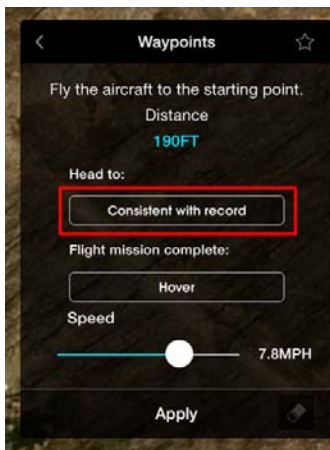 Waypoints
Fly the aircraft to the starting point.
Distance
190FT
Head to:
Consistent with record
Flight mission complete:
Hover
Speed
7.8MPH
Apply